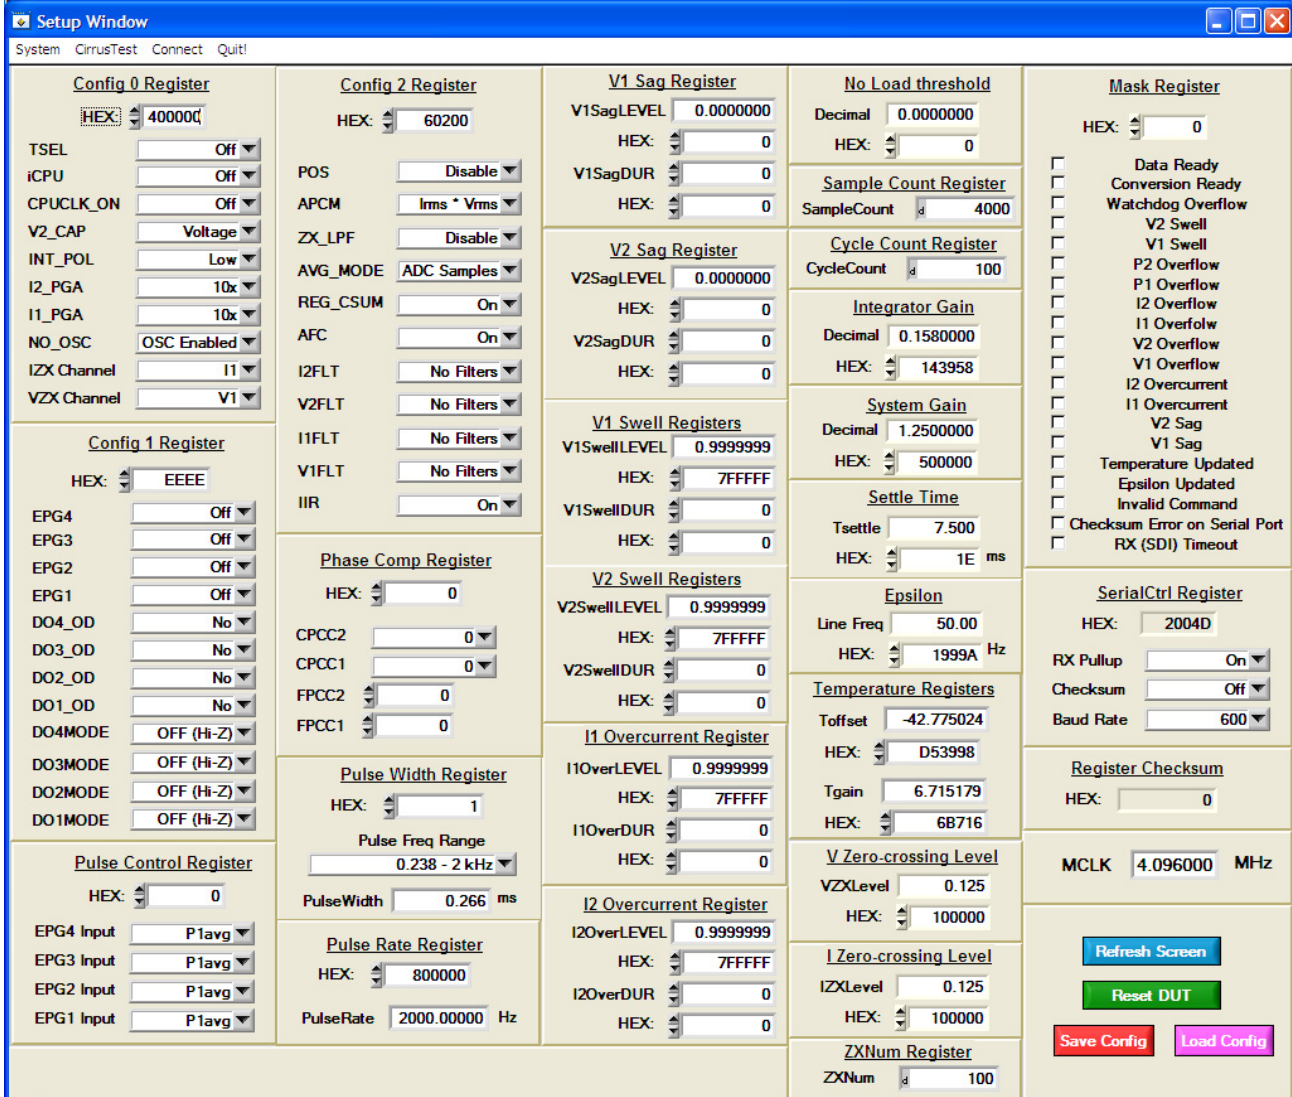 Setup Window
System CirrusTest Connect Quit!
Config 0 Register
HEX: 400000
TSEL Off
iCPU Off
CPUCLK_ON Off
V2_CAP Voltage
INT_POL Low
I2_PGA 10x
I1_PGA 10x
NO_OSC OSC Enabled
IZX Channel I1
VZX Channel V1
Config 1 Register
HEX: EEEE
EPG4 Off
EPG3 Off
EPG2 Off
EPG1 Off
DO4_OD No
DO3_OD No
DO2_OD No
DO1_OD No
DO4MODE OFF (Hi-Z)
DO3MODE OFF (Hi-Z)
DO2MODE OFF (Hi-Z)
DO1MODE OFF (Hi-Z)
Pulse Control Register
HEX: 0
EPG4 Input P1avg
EPG3 Input P1avg
EPG2 Input P1avg
EPG1 Input P1avg
Config 2 Register
HEX: 60200
POS Disable
APCM Irms * Vrms
ZX_LPF Disable
AVG_MODE ADC Samples
REG_CSUM On
AFC On
I2FLT No Filters
V2FLT No Filters
I1FLT No Filters
V1FLT No Filters
IIR On
Phase Comp Register
HEX: 0
CPCC2 0
CPCC1 0
FPCC2 0
FPCC1 0
Pulse Width Register
HEX: 1
Pulse Freq Range
0.238 - 2 kHz
PulseWidth 0.266 ms
Pulse Rate Register
HEX: 800000
PulseRate 2000.00000 Hz
V1 Sag Register
V1SagLEVEL 0.0000000
HEX: 0
V1SagDUR 0
HEX: 0
V2 Sag Register
V2SagLEVEL 0.0000000
HEX: 0
V2SagDUR 0
HEX: 0
V1 Swell Registers
V1SwellLEVEL 0.9999999
HEX: 7FFFFF
V1SwellDUR 0
HEX: 0
V2 Swell Registers
V2SwellLEVEL 0.9999999
HEX: 7FFFFF
V2SwellDUR 0
HEX: 0
I1 Overcurrent Register
I1OverLEVEL 0.9999999
HEX: 7FFFFF
I1OverDUR 0
HEX: 0
I2 Overcurrent Register
I2OverLEVEL 0.9999999
HEX: 7FFFFF
I2OverDUR 0
HEX: 0
No Load threshold
Decimal 0.0000000
HEX: 0
Sample Count Register
SampleCount d 4000
Cycle Count Register
CycleCount d 100
Integrator Gain
Decimal 0.1580000
HEX: 143958
System Gain
Decimal 1.2500000
HEX: 500000
Settle Time
Tsettle 7.500
HEX: 1E ms
Epsilon
Line Freq 50.00
HEX: 1999A Hz
Temperature Registers
Toffset -42.775024
HEX: D53998
Tgain 6.715179
HEX: 6B716
V Zero-crossing Level
VZXLevel 0.125
HEX: 100000
I Zero-crossing Level
IZXLevel 0.125
HEX: 100000
ZXNum Register
ZXNum d 100
Mask Register
HEX: 0
Data Ready
Conversion Ready
Watchdog Overflow
V2 Swell
V1 Swell
P2 Overflow
P1 Overflow
I2 Overflow
I1 Overfolw
V2 Overflow
V1 Overflow
I2 Overcurrent
I1 Overcurrent
V2 Sag
V1 Sag
Temperature Updated
Epsilon Updated
Invalid Command
Checksum Error on Serial Port
RX (SDI) Timeout
SerialCtrl Register
HEX: 2004D
RX Pullup On
Checksum Off
Baud Rate 600
Register Checksum
HEX: 0
MCLK 4.096000 MHz
Refresh Screen
Reset DUT
Save Config Load Config